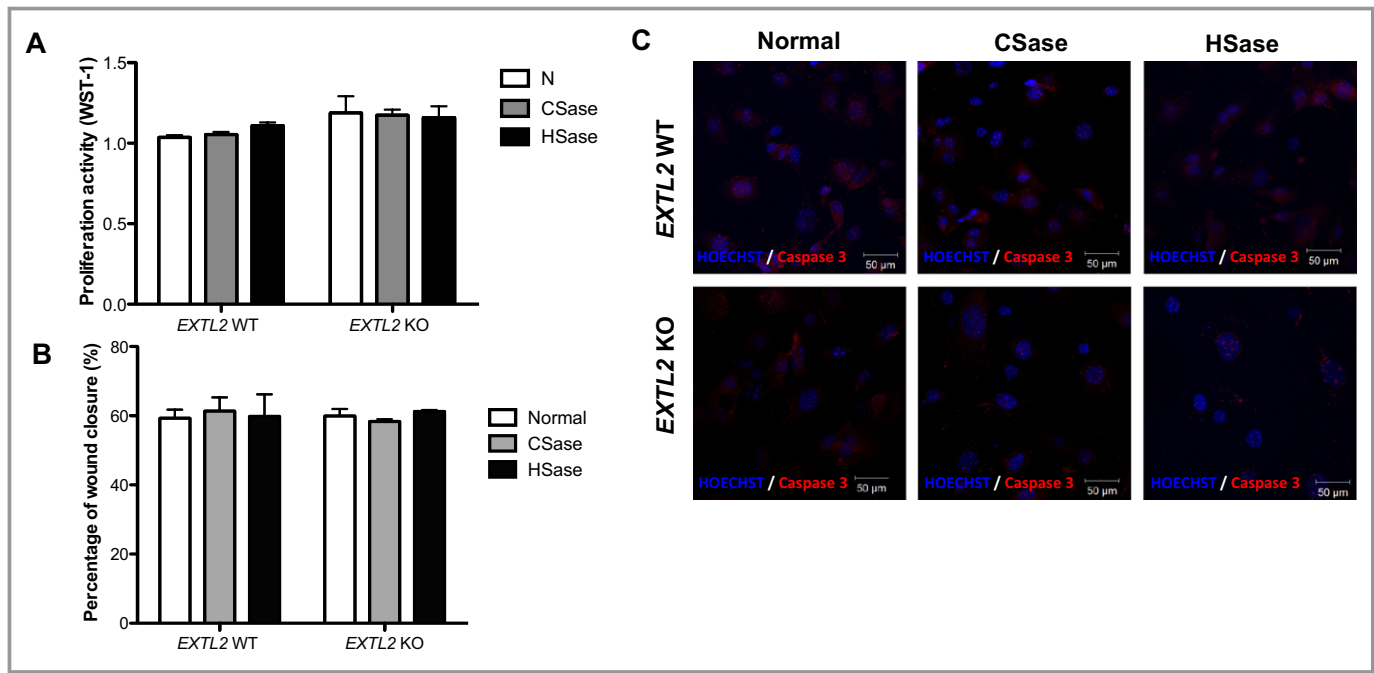 A
Proliferation activity (WST-1)
1.5
1.0
0.5
0.0
EXTL2 WT
EXTL2 KO
N
CSase
HSase
B
Percentage of wound closure (%)
80
60
40
20
0
EXTL2 WT
EXTL2 KO
Normal
CSase
HSase
C
Normal
CSase
HSase
EXTL2 WT
HOECHST / Caspase 3
50 µm
HOECHST / Caspase 3
50 µm
HOECHST / Caspase 3
50 µm
EXTL2 KO
HOECHST / Caspase 3
50 µm
HOECHST / Caspase 3
50 µm
HOECHST / Caspase 3
50 µm